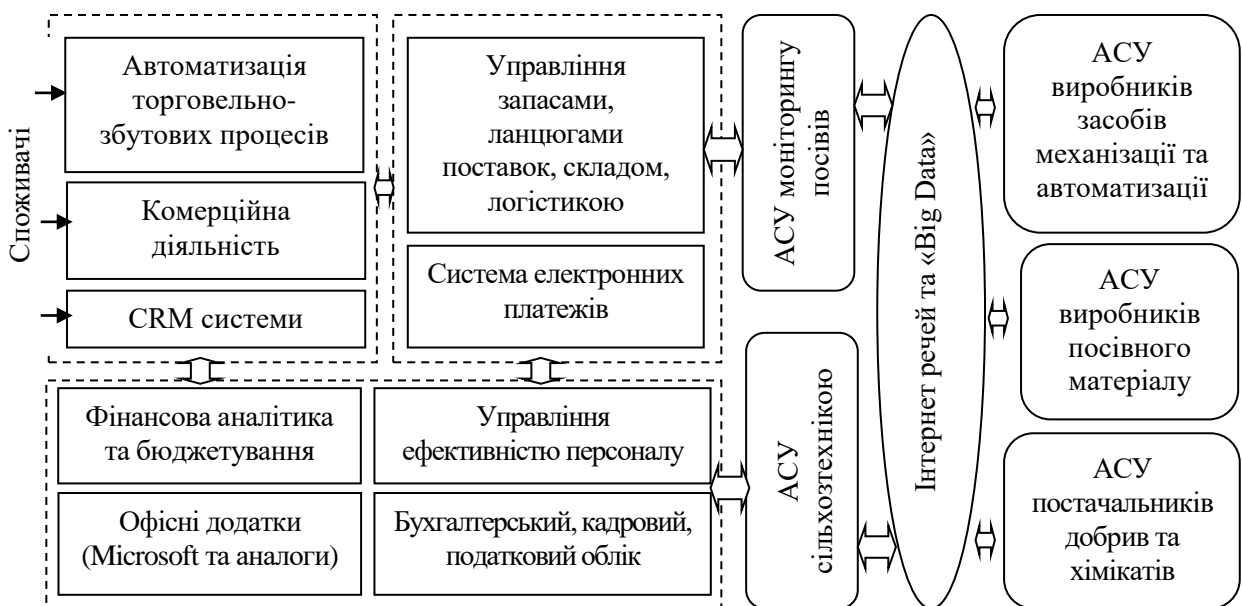 Споживачі
Автоматизація
торговельно-
збутових процесів
Комерційна
діяльність
CRM системи
Управління
запасами,
ланцюгами
поставок, складом,
логістикою
Система електронних
платежів
Фінансова аналітика
та бюджетування
Офісні додатки
(Microsoft та аналоги)
Управління
ефективністю персоналу
Бухгалтерський, кадровий,
податковий облік
АСУ моніторингу
посівів
АСУ
сільхозтехнікою
Інтернет речей та «Big Data»
АСУ
виробників
засобів
механізації та
автоматизації
АСУ
виробників
посівного
матеріалу
АСУ
постачальників
добрив та
хімікатів